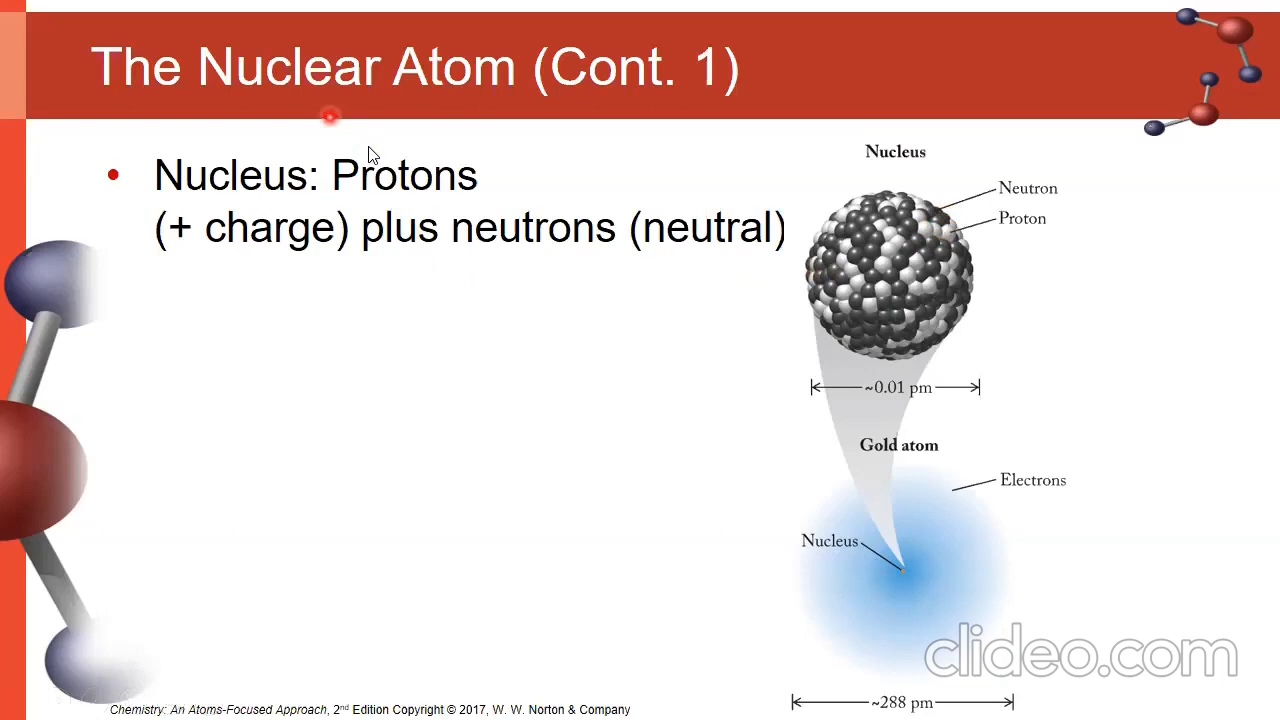 The Nuclear Atom (Cont. 1)
• Nucleus: Protons
(+ charge) plus neutrons (neutral)
Nucleus
Neutron
Proton
~0.01 pm
Gold atom
Electrons
Nucleus
clideo.com
~288 pm
Chemistry: An Atoms-Focused Approach, 2nd Edition Copyright © 2017, W. W. Norton & Company